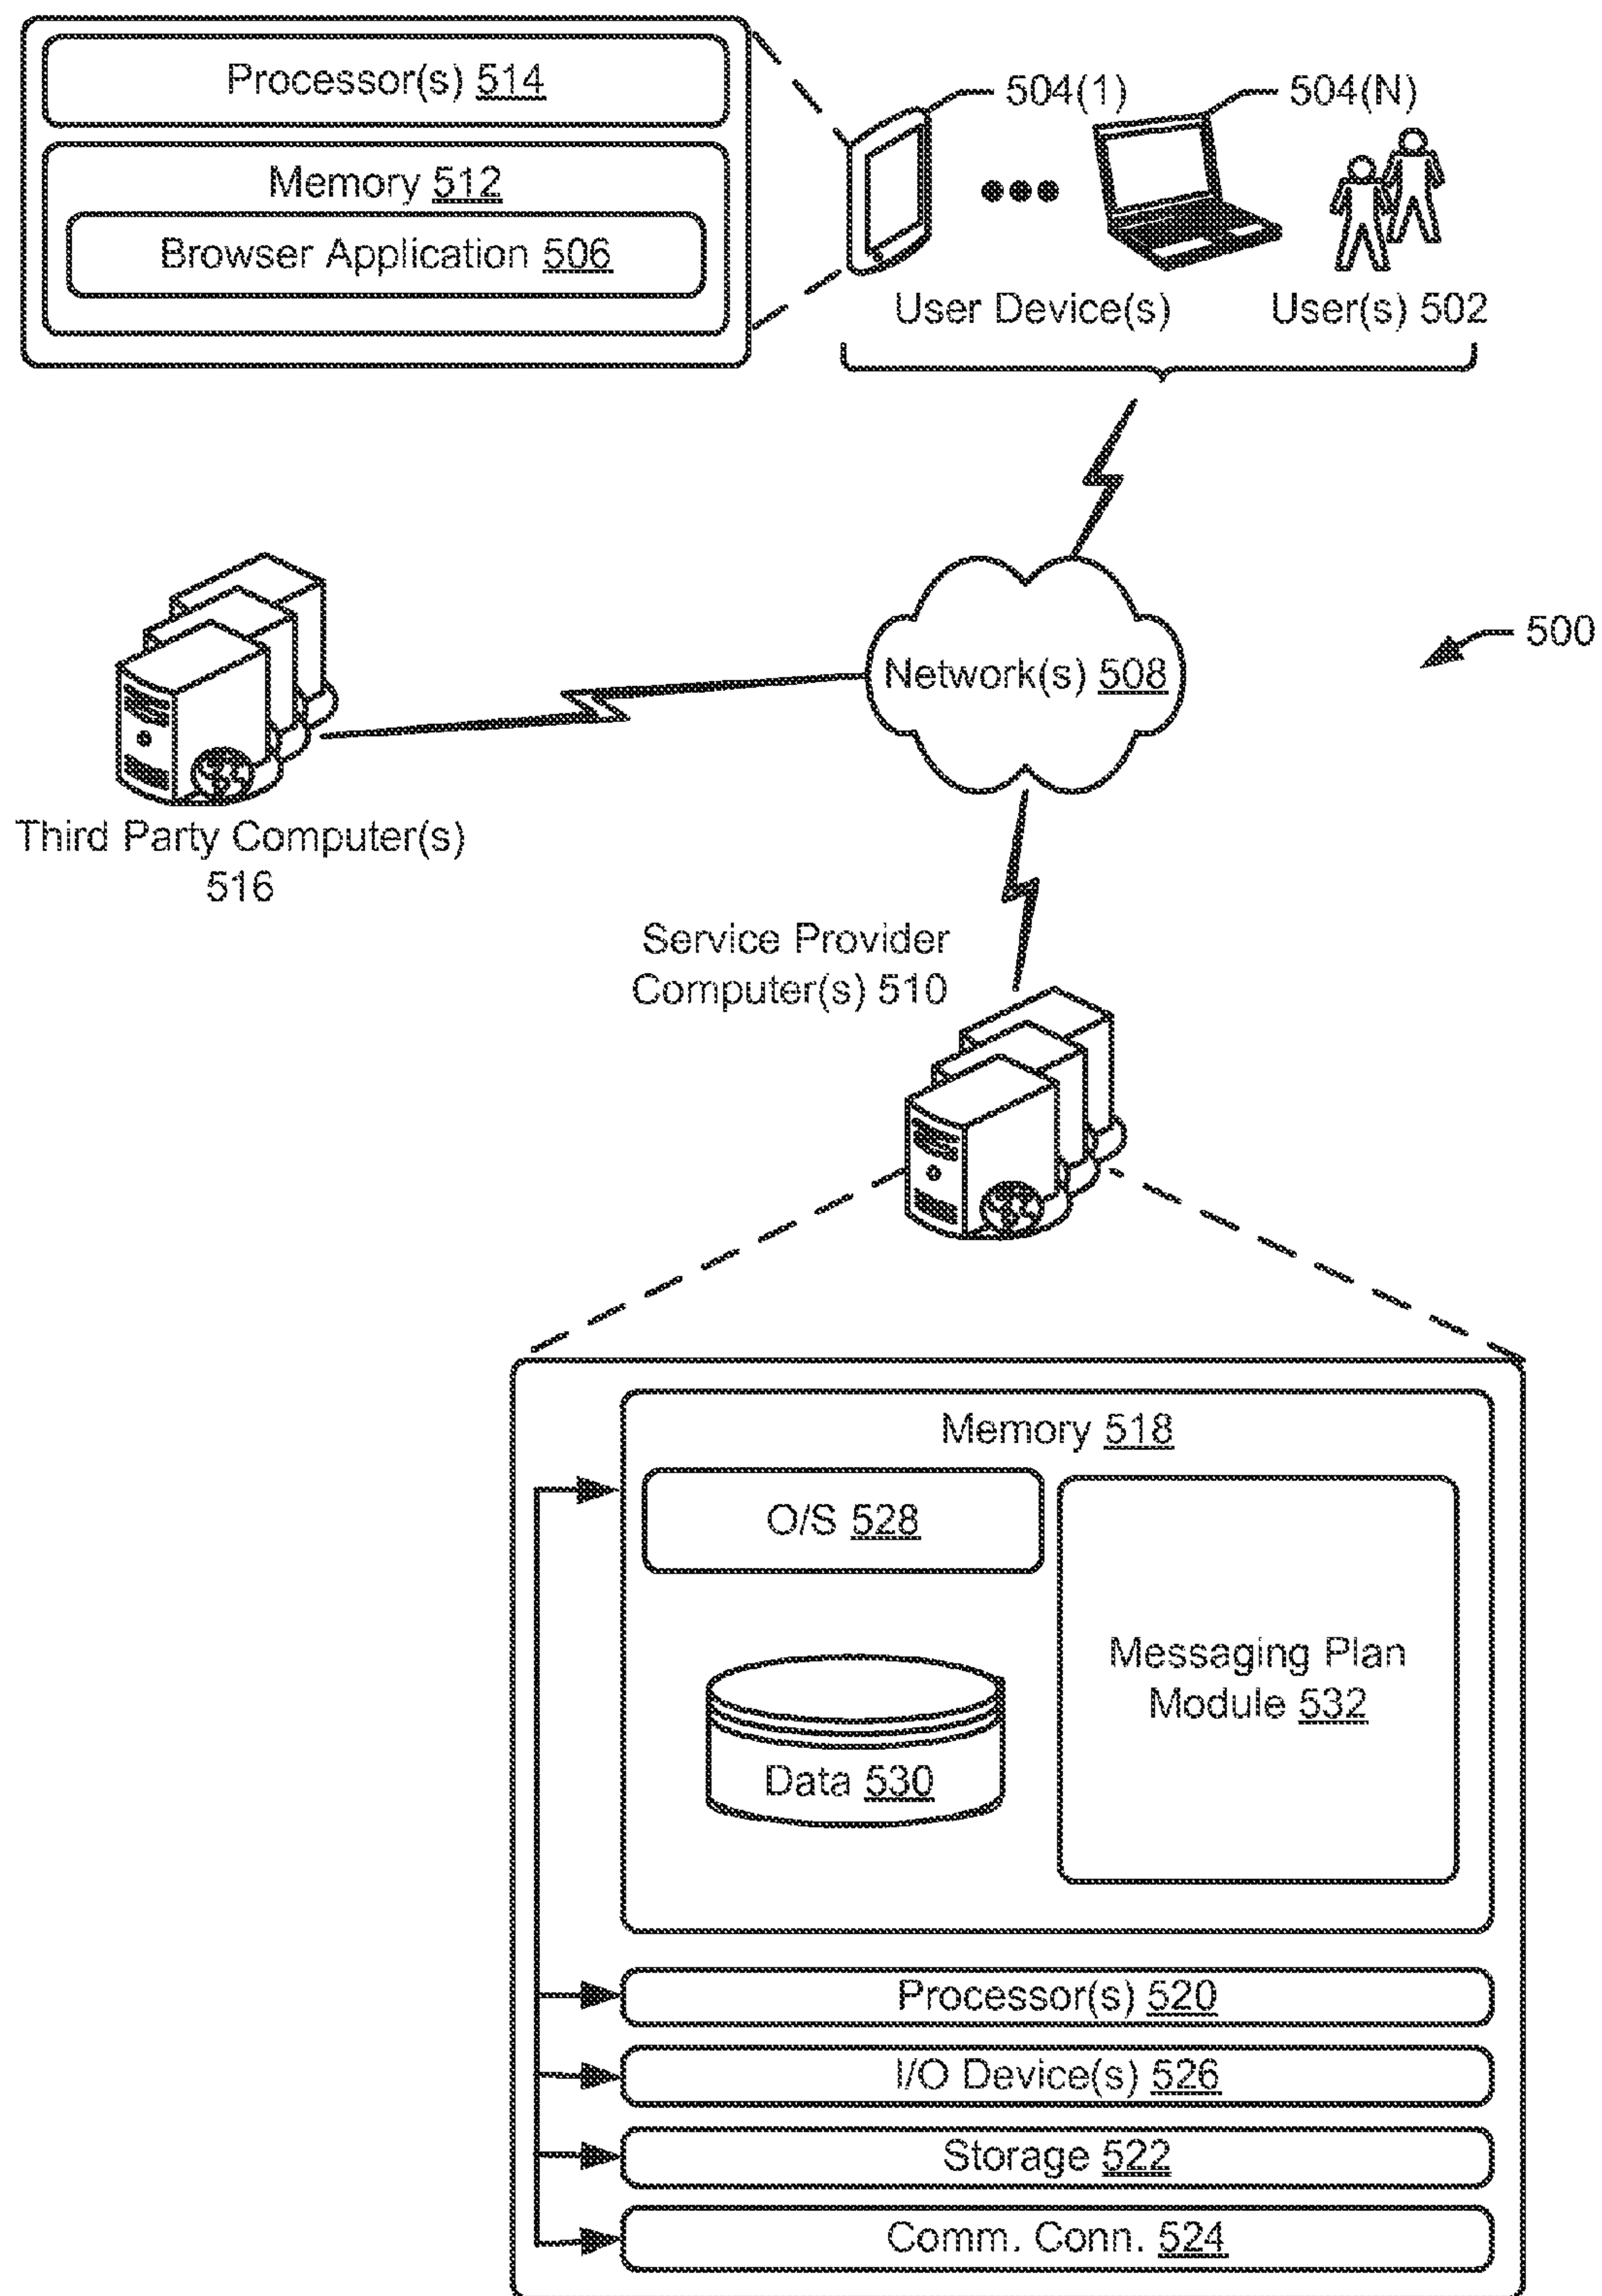 Processor(s) 514
Memory 512
Browser Application 506
504(1)
504(N)
User Device(s)
User(s) 502
Network(s) 508
500
Third Party Computer(s)
516
Service Provider
Computer(s) 510
Memory 518
O/S 528
Messaging Plan
Module 532
Data 530
Processor(s) 520
I/O Device(s) 526
Storage 522
Comm. Conn. 524